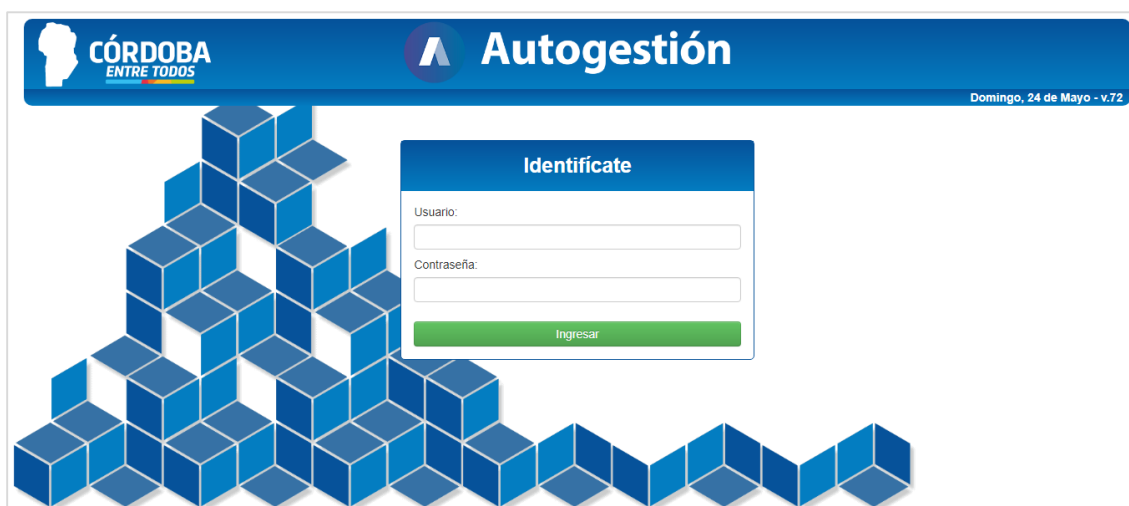 CÓRDOBA
ENTRE TODOS
Autogestión
Domingo, 24 de Mayo - v.72
Identifícate
Usuario:
Contraseña:
Ingresar